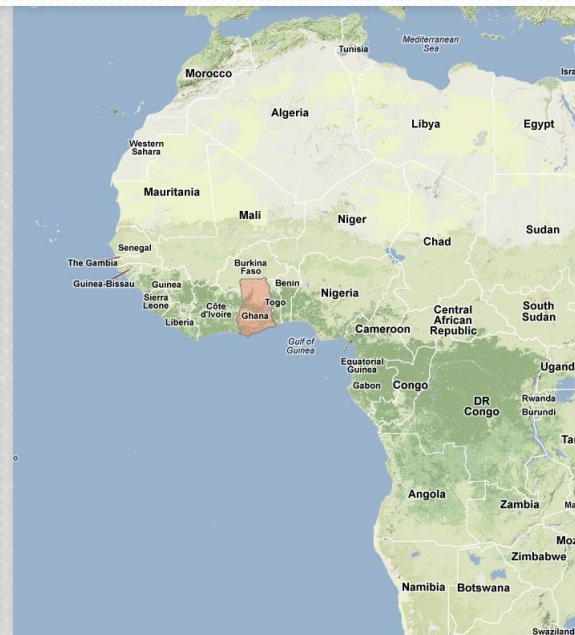 Mediterranean
Sea
Tunisia
Morocco
Isra
Algeria
Libya
Egypt
Western
Sahara
Mauritania
Mali
Niger
Sudan
Chad
Senegal
The Gambia
Burkina
Faso
Guinea-Bissau
Guinea
Benin
Nigeria
Sierra
Leone
Côte
d'Ivoire
Togo
Ghana
Liberia
Central
African
Republic
South
Sudan
Cameroon
Gulf of
Guinea
Equatorial
Guinea
Ugand
Gabon
Congo
DR
Congo
Rwanda
Burundi
Tan
Angola
Zambia
Ma
Moz
Zimbabwe
Namibia
Botswana
Swaziland